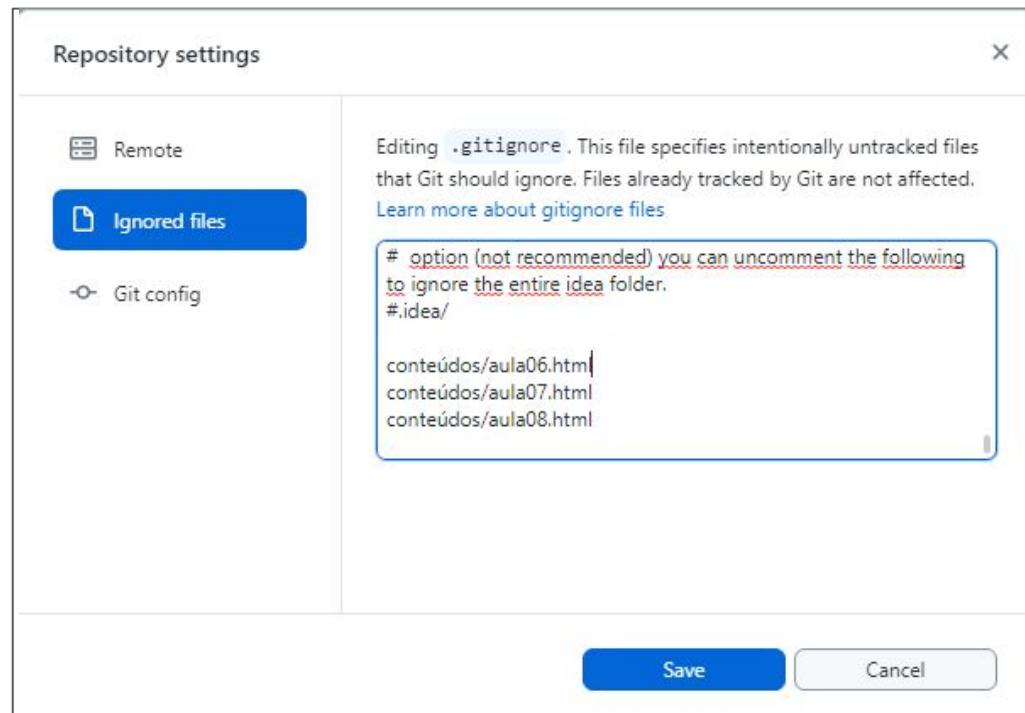 Repository settings
Remote
Ignored files
Git config
Editing .gitignore. This file specifies intentionally untracked files
that Git should ignore. Files already tracked by Git are not affected.
Learn more about gitignore files
#  option (not recommended) you can uncomment the following
to ignore the entire idea folder.
#.idea/
conteúdos/aula06.html
conteúdos/aula07.html
conteúdos/aula08.html
Save
Cancel